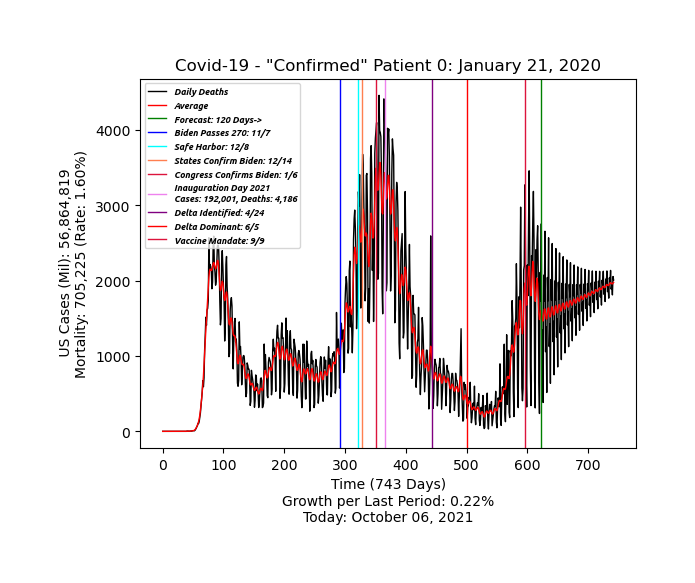 Covid-19 - "Confirmed" Patient 0: January 21, 2020
Daily Deaths
Average
Forecast: 120 Days->
Biden Passes 270: 11/7
Safe Harbor: 12/8
States Confirm Biden: 12/14
Congress Confirms Biden: 1/6
Inauguration Day 2021
Cases: 192,001, Deaths: 4,186
Delta Identified: 4/24
Delta Dominant: 6/5
Vaccine Mandate: 9/9
4000
3000
2000
1000
0
US Cases (Mil): 56,864,819
Mortality: 705,225 (Rate: 1.60%)
0 100 200 300 400 500 600 700
Time (743 Days)
Growth per Last Period: 0.22%
Today: October 06, 2021